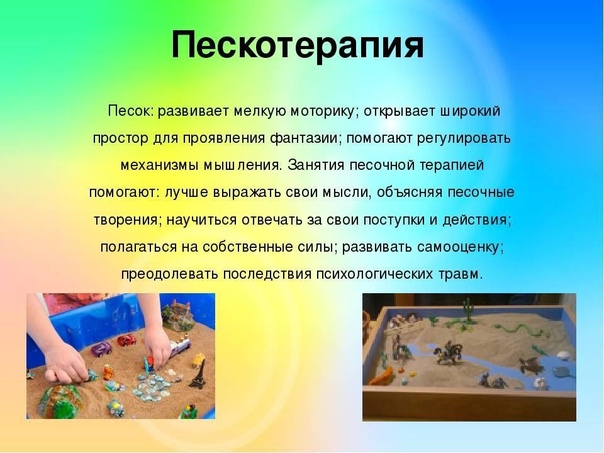 Пескотерапия
Песок: развивает мелкую моторику; открывает широкий
простор для проявления фантазии; помогают регулировать
механизмы мышления. Занятия песочной терапией
помогают: лучше выражать свои мысли, объясняя песочные
творения; научиться отвечать за свои поступки и действия;
полагаться на собственные силы; развивать самооценку;
преодолевать последствия психологических травм.